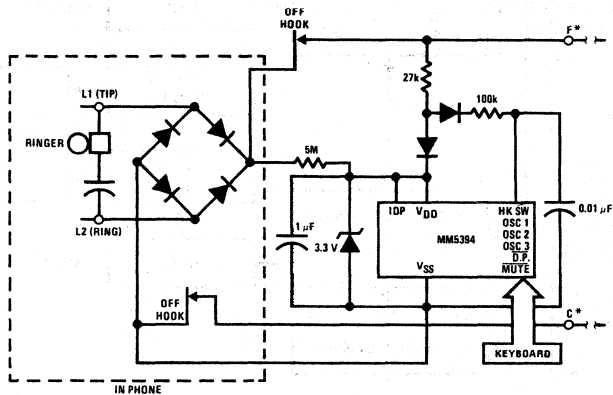 OFF
HOOK
F*
L1 (TIP)
RINGER
L2 (RING)
27k
100k
5M
1 µF
3.3 V
IDP
VDD
HK SW
OSC 1
OSC 2
OSC 3
D.P.
MUTE
MM5394
VSS
0.01 µF
OFF
HOOK
C*
KEYBOARD
IN PHONE